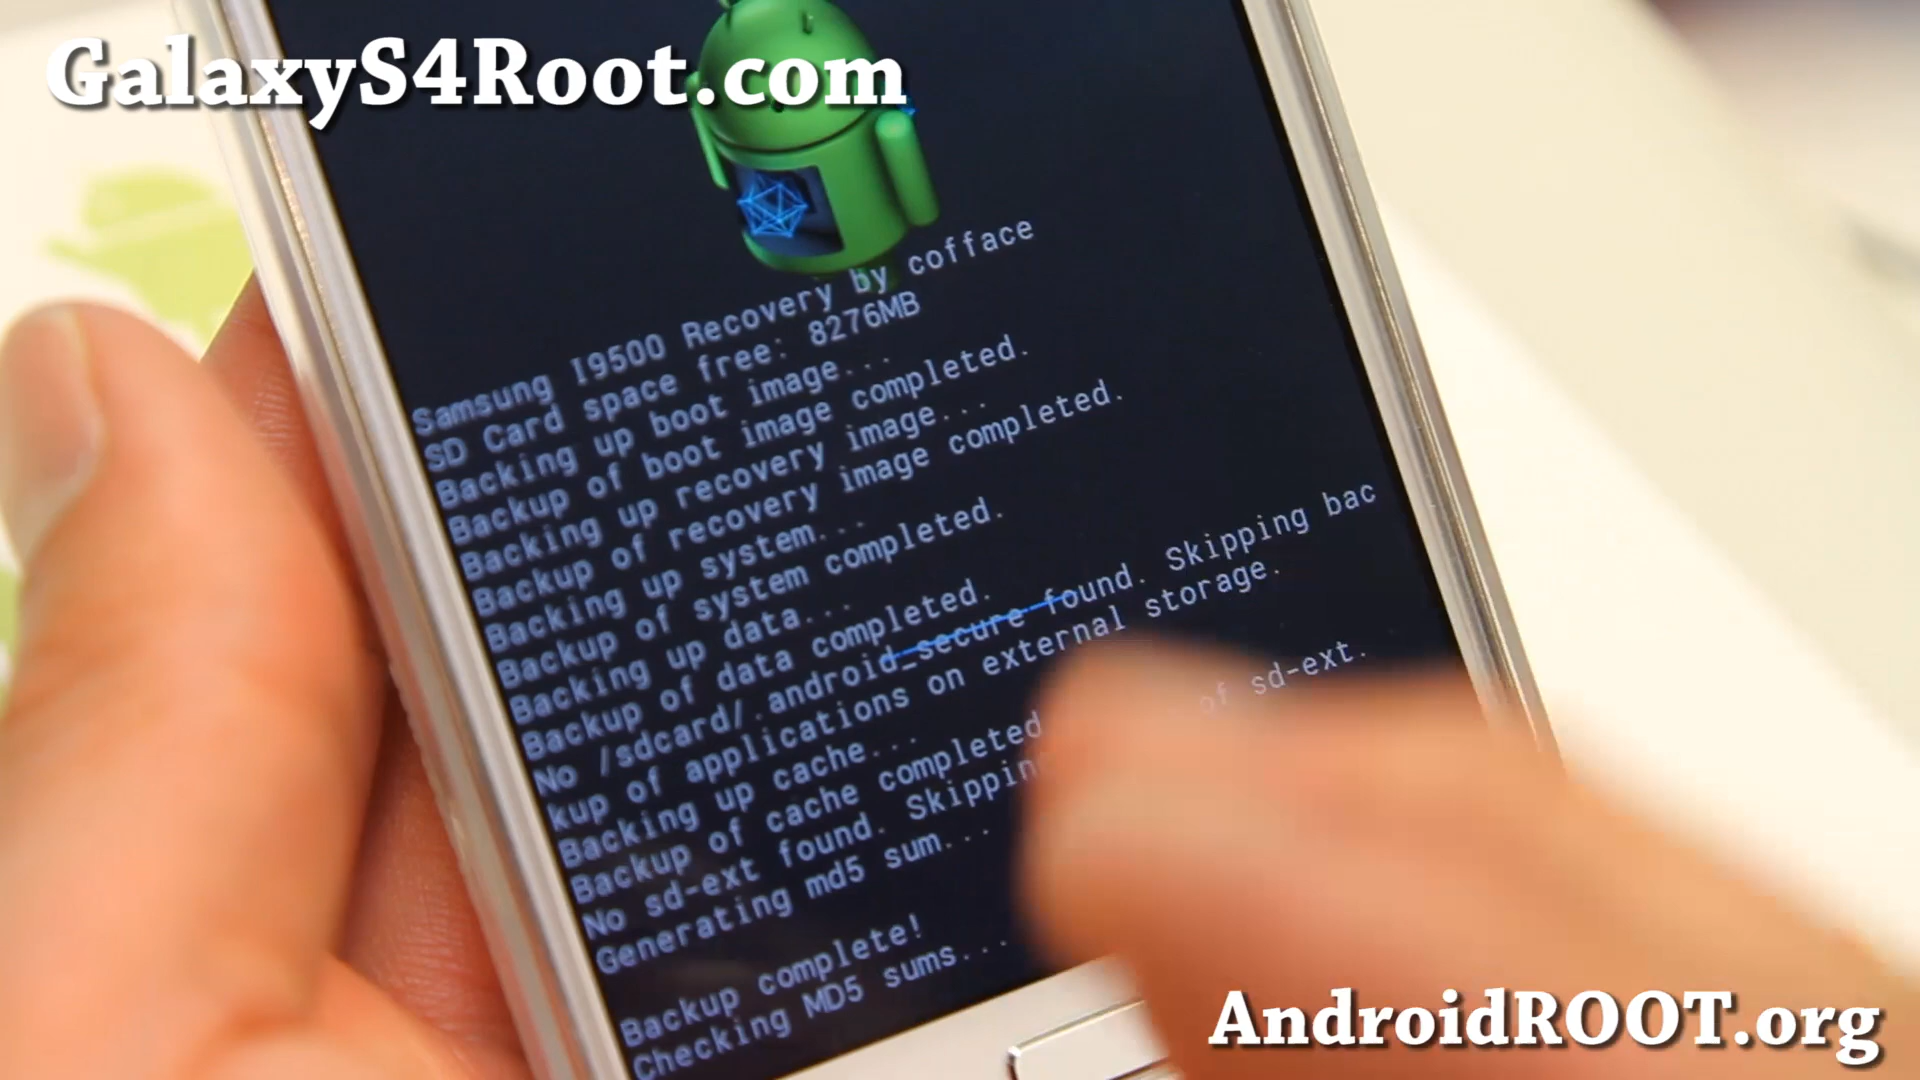 GalaxyS4Root.com
Samsung I9500 Recovery by cofface
SD Card space free: 8276MB
Backing up boot image...
Backup of boot image completed.
Backing up recovery image...
Backup of recovery image completed.
Backing up system...
Backup of system completed.
Backing up data...
Backup of data completed.
No /sdcard/.android_secure found. Skipping bac
kup of applications on external storage.
Backing up cache...
Backup of cache completed
No sd-ext found. Skipping of sd-ext.
Generating md5 sum...
Backup complete!
Checking MD5 sums...
AndroidROOT.org